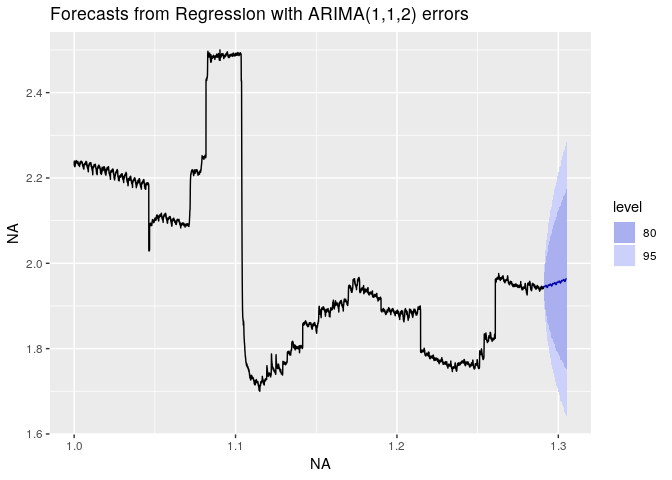 Forecasts from Regression with ARIMA(1,1,2) errors
2.4
2.2
2.0
1.8
1.6
NA
1.0
1.1
1.2
1.3
NA
level
80
95